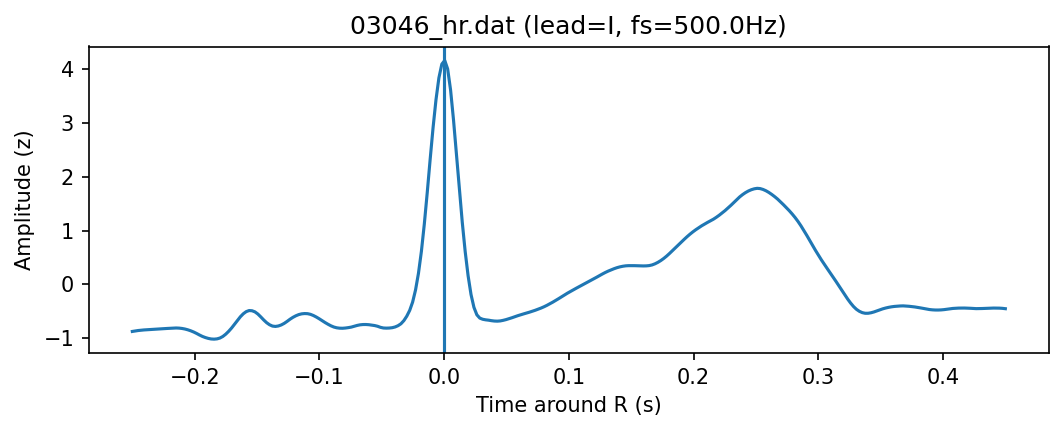 03046_hr.dat (lead=I, fs=500.0Hz)
Amplitude (z)
4
3
2
1
0
−1
−0.2 −0.1 0.0 0.1 0.2 0.3 0.4
Time around R (s)